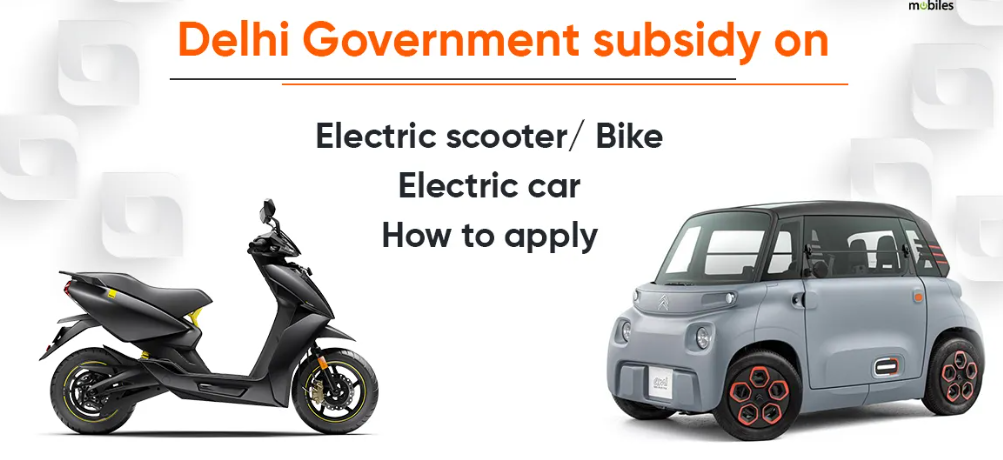 mobiles
Delhi Government subsidy on
Electric scooter/ Bike
Electric car
How to apply